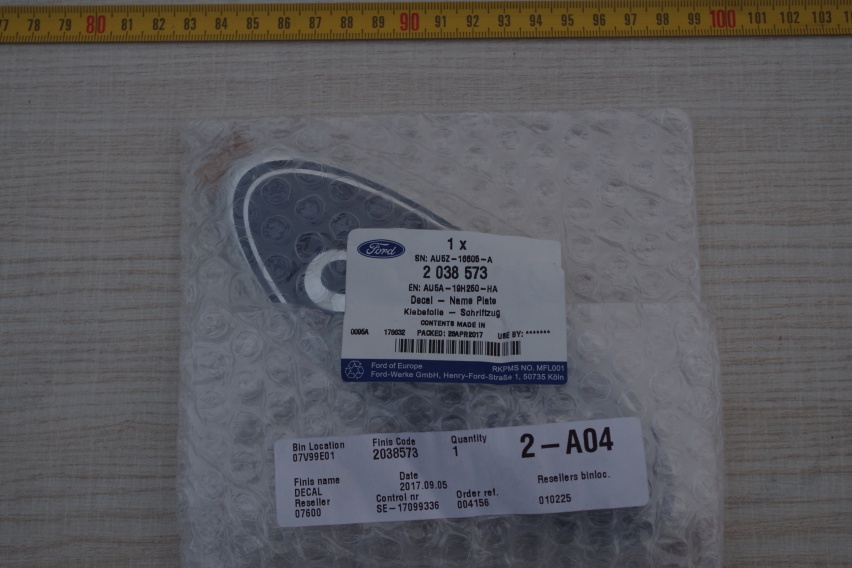 77 78 79 80 81 82 83 84 85 86 87 88 89 90 91 92 93 94 95 96 97 98 99 100 101 102 103
Ford
1 x
SN: AU5Z-16605-A
2 038 573
EN: AU5A-19H250-HA
Decal - Name Plate
Klebefolie - Schriftzug
CONTENTS MADE IN
0095A 175632 PACKED: 25APR2017 USE BY: *******
Ford of Europe RKPMS NO. MFL001
Ford-Werke GmbH, Henry-Ford-Straße 1, 50735 Köln
Bin Location Finis Code Quantity 2-A04
07V99E01 2038573 1
Finis name Date Resellers binloc.
DECAL 2017.09.05
Reseller Control nr Order ref. 010225
07600 SE-17099336 004156